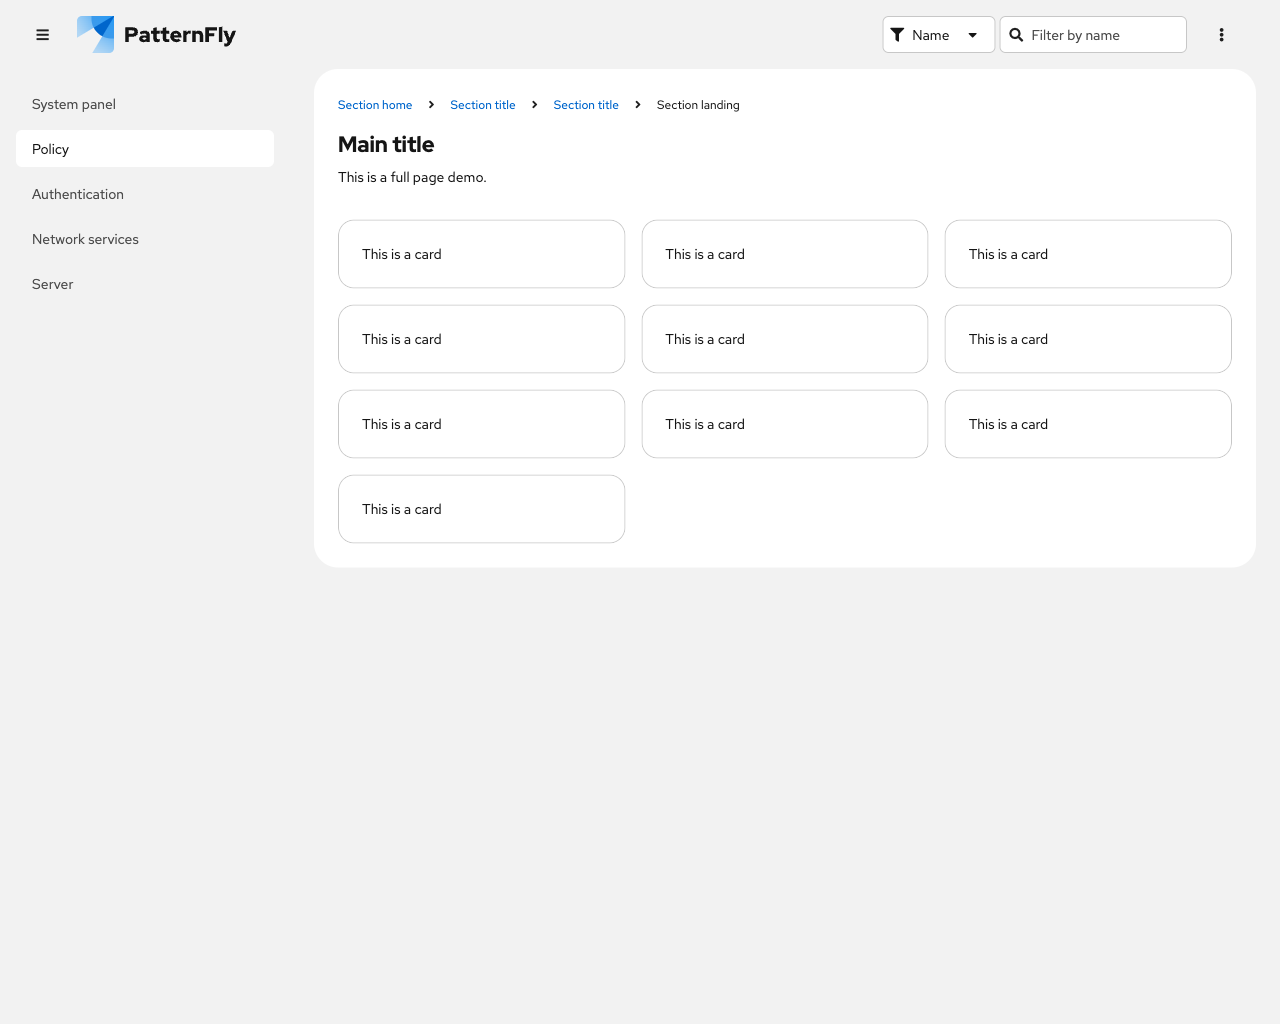 PatternFly
Name
Filter by name
System panel
Policy
Authentication
Network services
Server
Section home
Section title
Section title
Section landing
Main title
This is a full page demo.
This is a card
This is a card
This is a card
This is a card
This is a card
This is a card
This is a card
This is a card
This is a card
This is a card